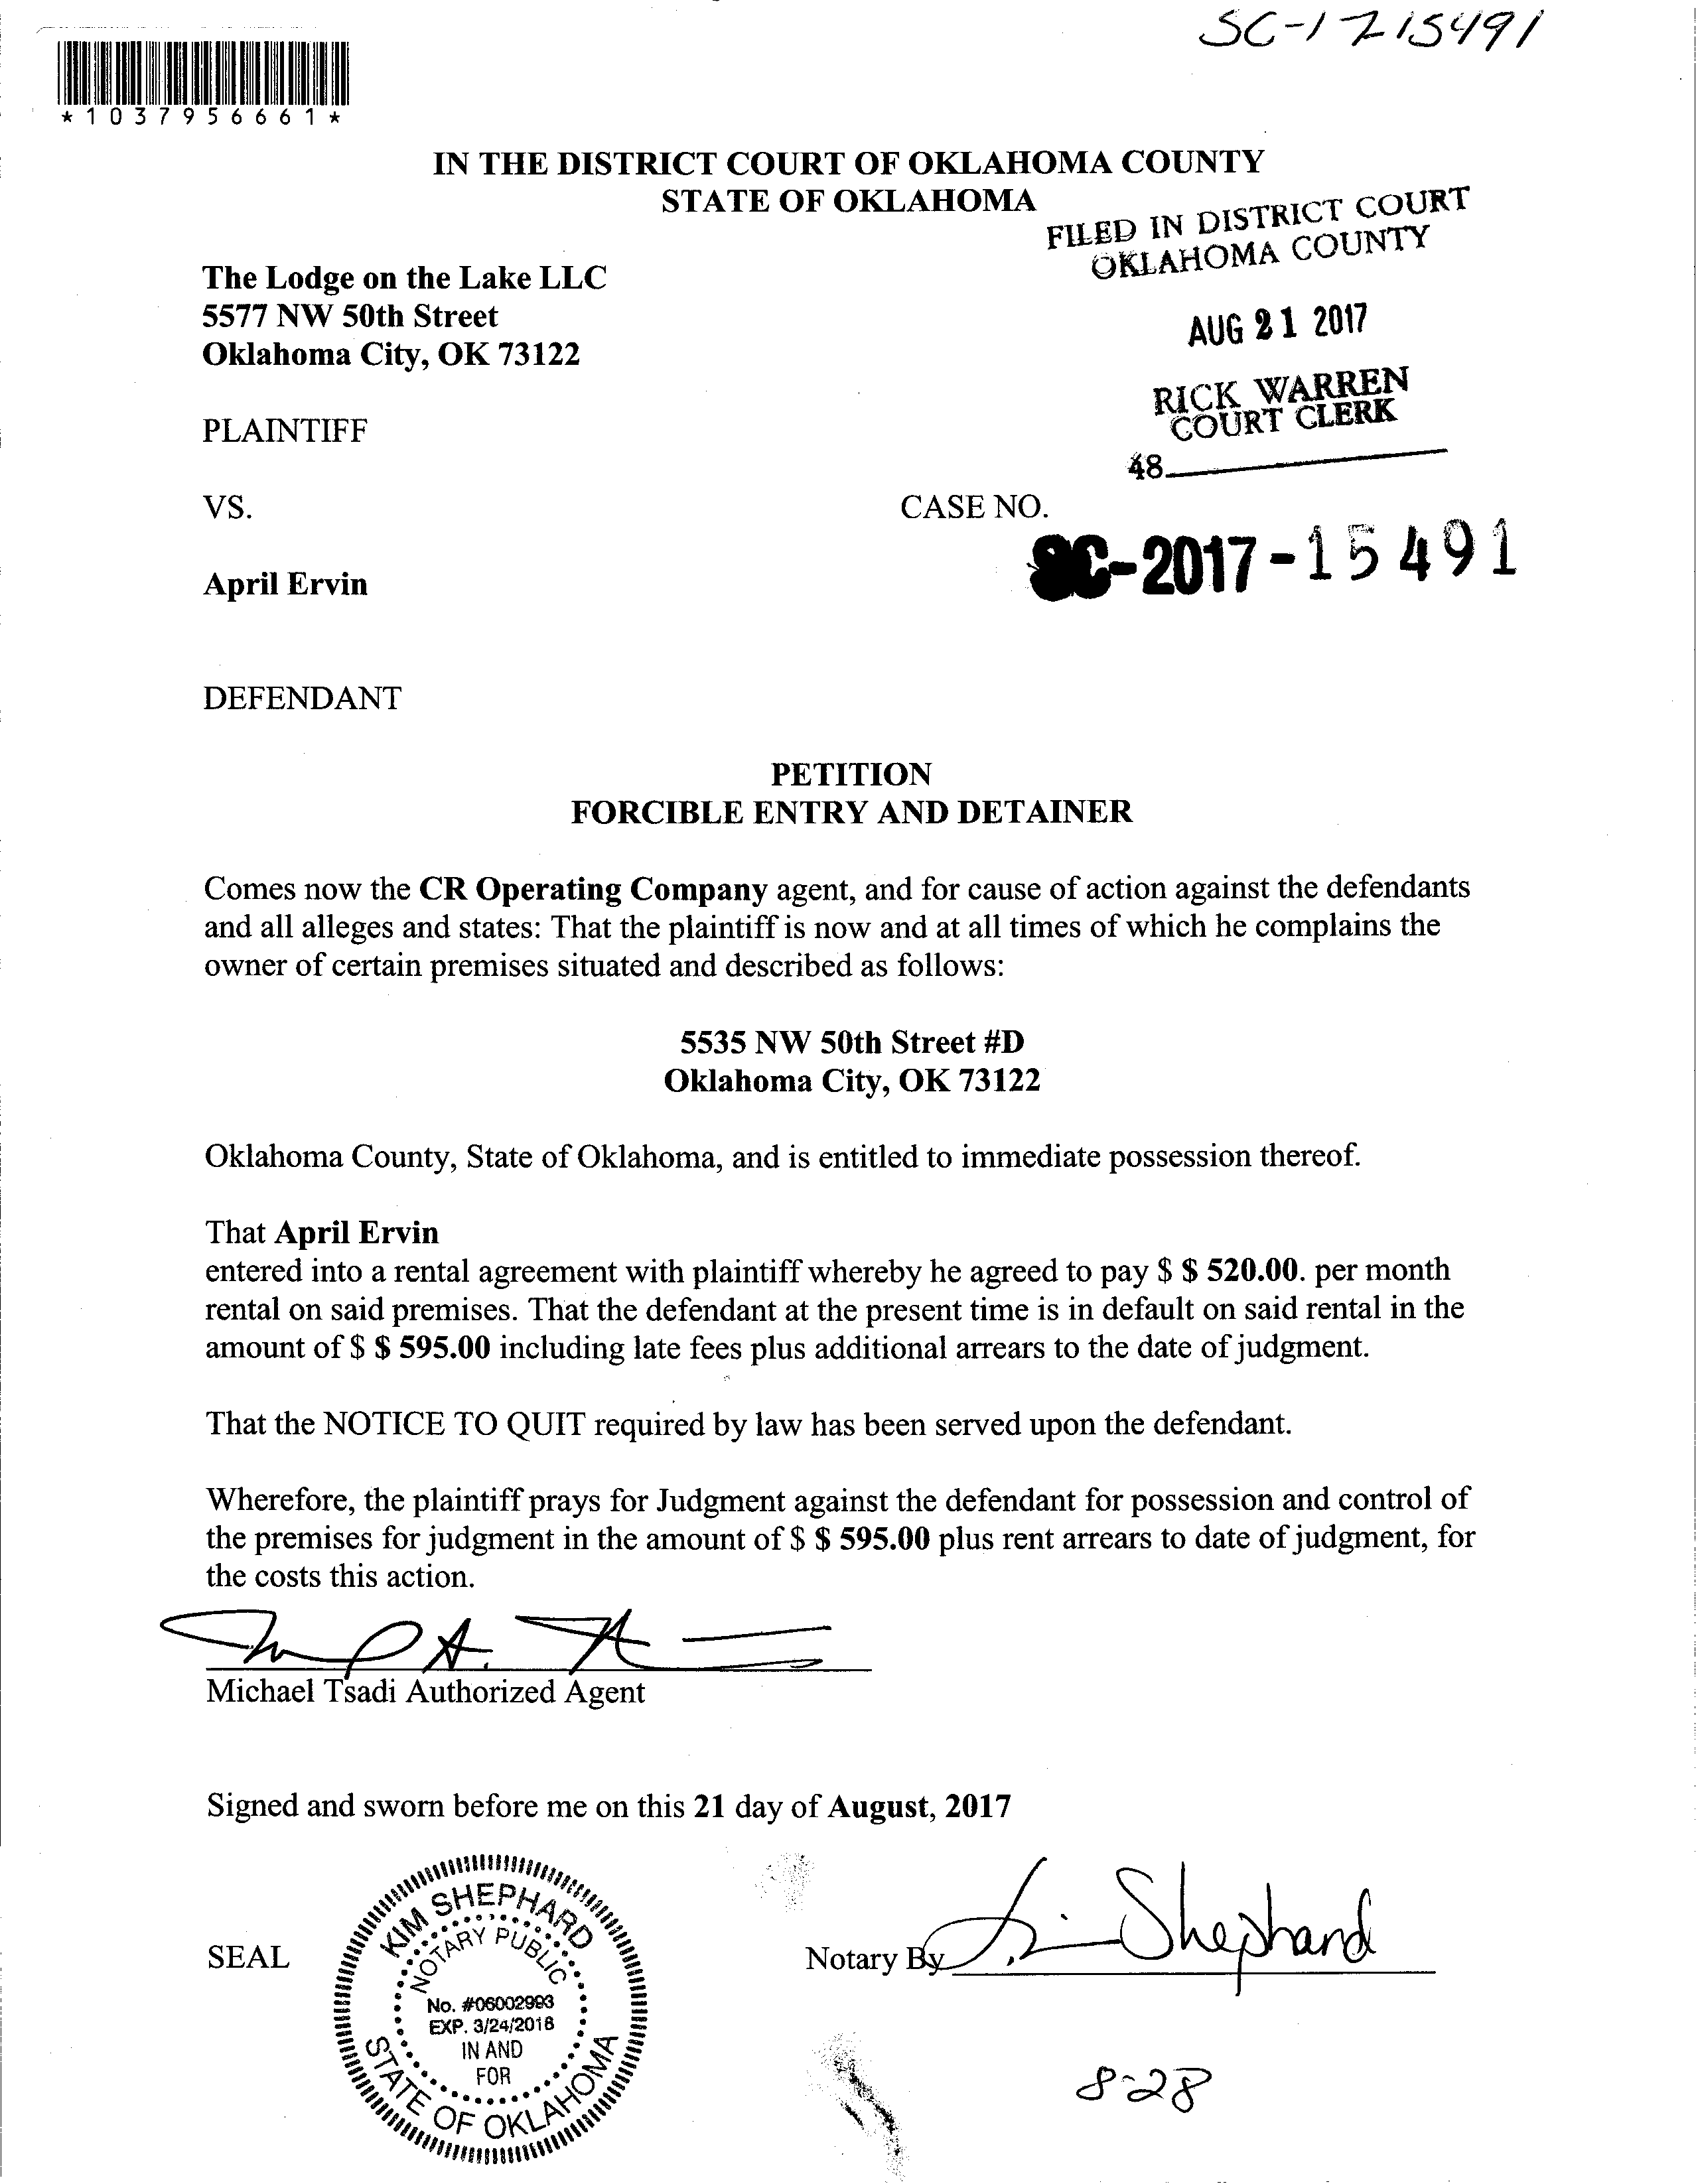 SC-1715491
*1037956661*
IN THE DISTRICT COURT OF OKLAHOMA COUNTY
STATE OF OKLAHOMA
FILED IN DISTRICT COURT
OKLAHOMA COUNTY
The Lodge on the Lake LLC
5577 NW 50th Street
Oklahoma City, OK 73122
AUG 21 2017
RICK WARREN
COURT CLERK
48
PLAINTIFF
VS.
CASE NO.
SC-2017-15491
April Ervin
DEFENDANT
PETITION
FORCIBLE ENTRY AND DETAINER
Comes now the CR Operating Company agent, and for cause of action against the defendants
and all alleges and states: That the plaintiff is now and at all times of which he complains the
owner of certain premises situated and described as follows:
5535 NW 50th Street #D
Oklahoma City, OK 73122
Oklahoma County, State of Oklahoma, and is entitled to immediate possession thereof.
That April Ervin
entered into a rental agreement with plaintiff whereby he agreed to pay $ $ 520.00. per month
rental on said premises. That the defendant at the present time is in default on said rental in the
amount of $ $ 595.00 including late fees plus additional arrears to the date of judgment.
That the NOTICE TO QUIT required by law has been served upon the defendant.
Wherefore, the plaintiff prays for Judgment against the defendant for possession and control of
the premises for judgment in the amount of $ $ 595.00 plus rent arrears to date of judgment, for
the costs this action.
Michael Tsadi Authorized Agent
Signed and sworn before me on this 21 day of August, 2017
SEAL
KIM SHEPHARD
NOTARY PUBLIC
No. #06002993
EXP. 3/24/2018
IN AND
FOR
STATE OF OKLAHOMA
Notary By Kim Shephard
8-28